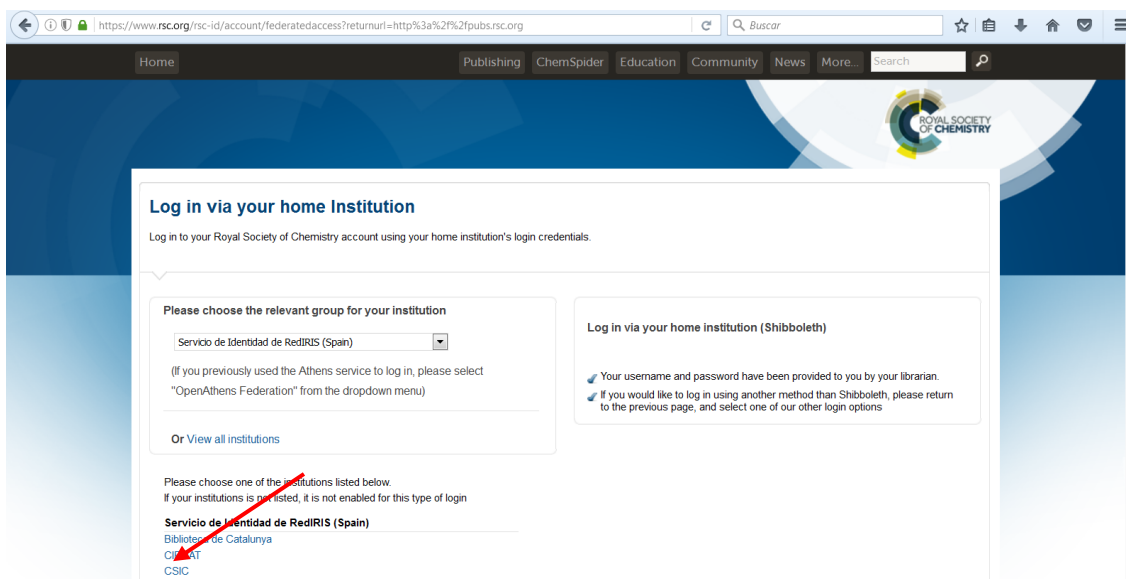 https://www.rsc.org/rsc-id/account/federatedaccess?returnurl=http%3a%2f%2fpubs.rsc.org
Buscar
Home Publishing ChemSpider Education Community News More... Search
ROYAL SOCIETY
OF CHEMISTRY
Log in via your home Institution
Log in to your Royal Society of Chemistry account using your home institution's login credentials.
Please choose the relevant group for your institution
Servicio de Identidad de RedIRIS (Spain)
(If you previously used the Athens service to log in, please select
"OpenAthens Federation" from the dropdown menu)
Or View all institutions
Log in via your home institution (Shibboleth)
Your username and password have been provided to you by your librarian.
If you would like to log in using another method than Shibboleth, please return
to the previous page, and select one of our other login options
Please choose one of the institutions listed below.
If your institutions is not listed, it is not enabled for this type of login
Servicio de Identidad de RedIRIS (Spain)
Biblioteca de Catalunya
CSIC